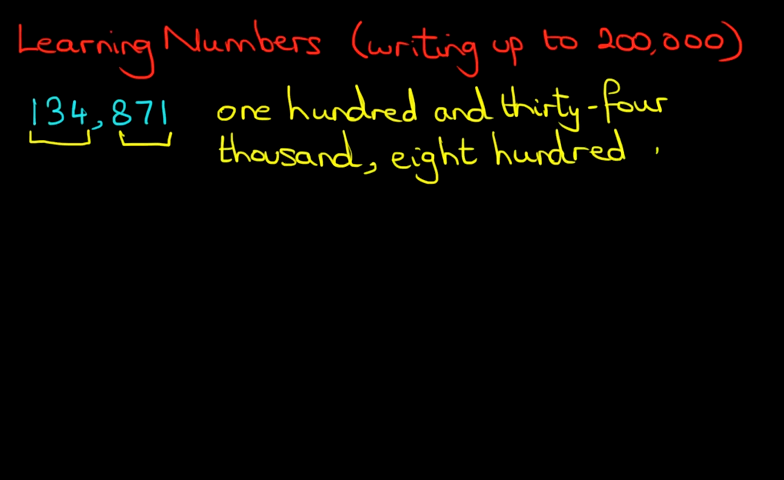 Learning Numbers (writing up to 200,000)
134,871 one hundred and thirty-four
thousand, eight hundred